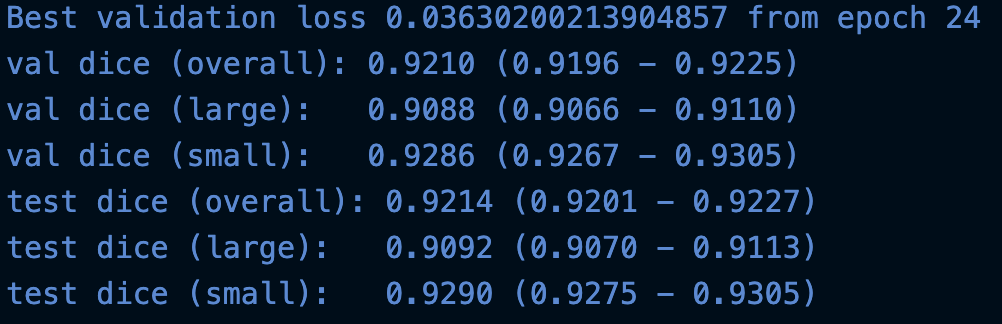 Best validation loss 0.03630200213904857 from epoch 24
val dice (overall): 0.9210 (0.9196 - 0.9225)
val dice (large):   0.9088 (0.9066 - 0.9110)
val dice (small):   0.9286 (0.9267 - 0.9305)
test dice (overall): 0.9214 (0.9201 - 0.9227)
test dice (large):   0.9092 (0.9070 - 0.9113)
test dice (small):   0.9290 (0.9275 - 0.9305)